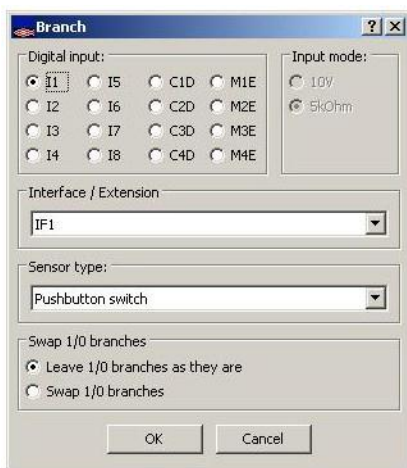 Branch ? X
Digital input: Input mode:
I1 I5 C1D M1E 10V
I2 I6 C2D M2E 5kOhm
I3 I7 C3D M3E
I4 I8 C4D M4E
Interface / Extension
IF1
Sensor type:
Pushbutton switch
Swap 1/0 branches
Leave 1/0 branches as they are
Swap 1/0 branches
OK Cancel